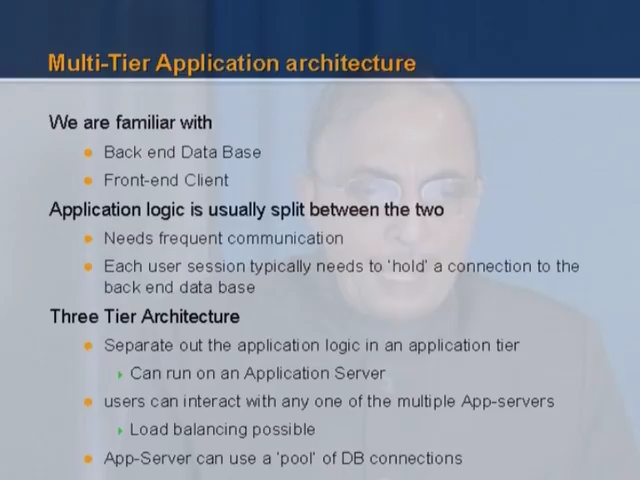 Multi-Tier Application architecture
We are familiar with
Back end Data Base
Front-end Client
Application logic is usually split between the two
Needs frequent communication
Each user session typically needs to 'hold' a connection to the
back end data base
Three Tier Architecture
Separate out the application logic in an application tier
Can run on an Application Server
users can interact with any one of the multiple App-servers
Load balancing possible
App-Server can use a 'pool' of DB connections